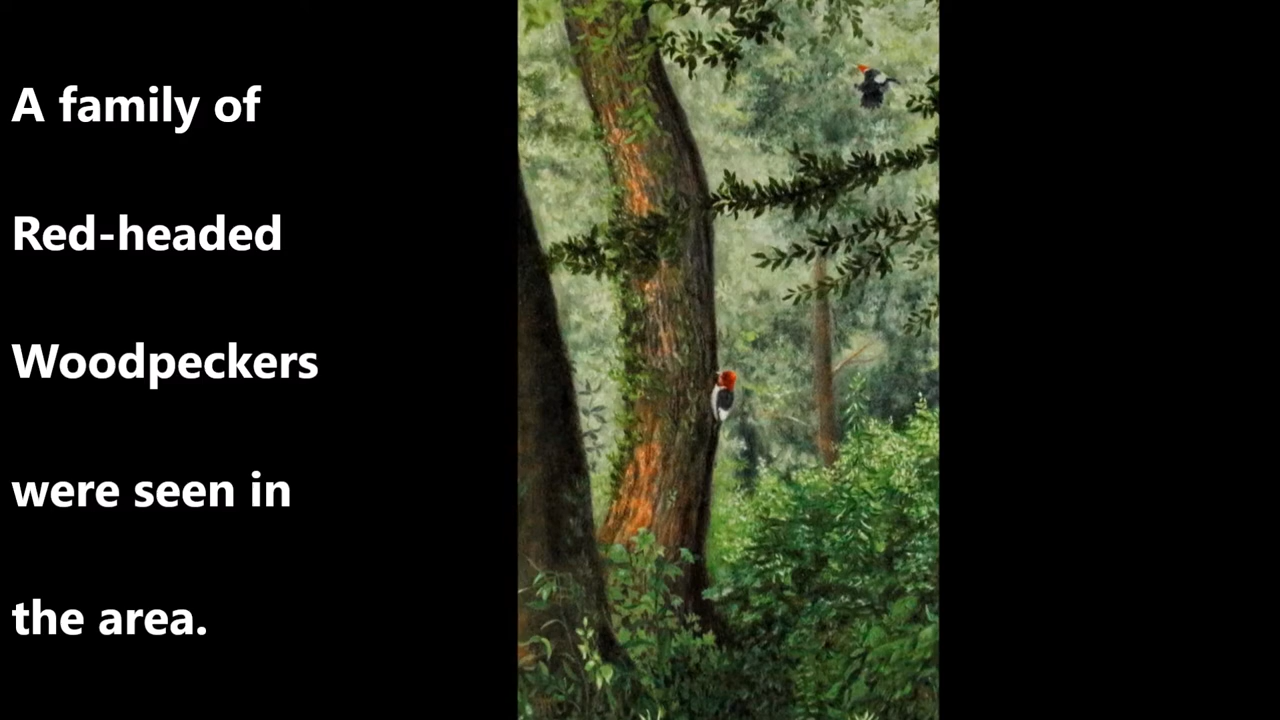 A family of
Red-headed
Woodpeckers
were seen in
the area.